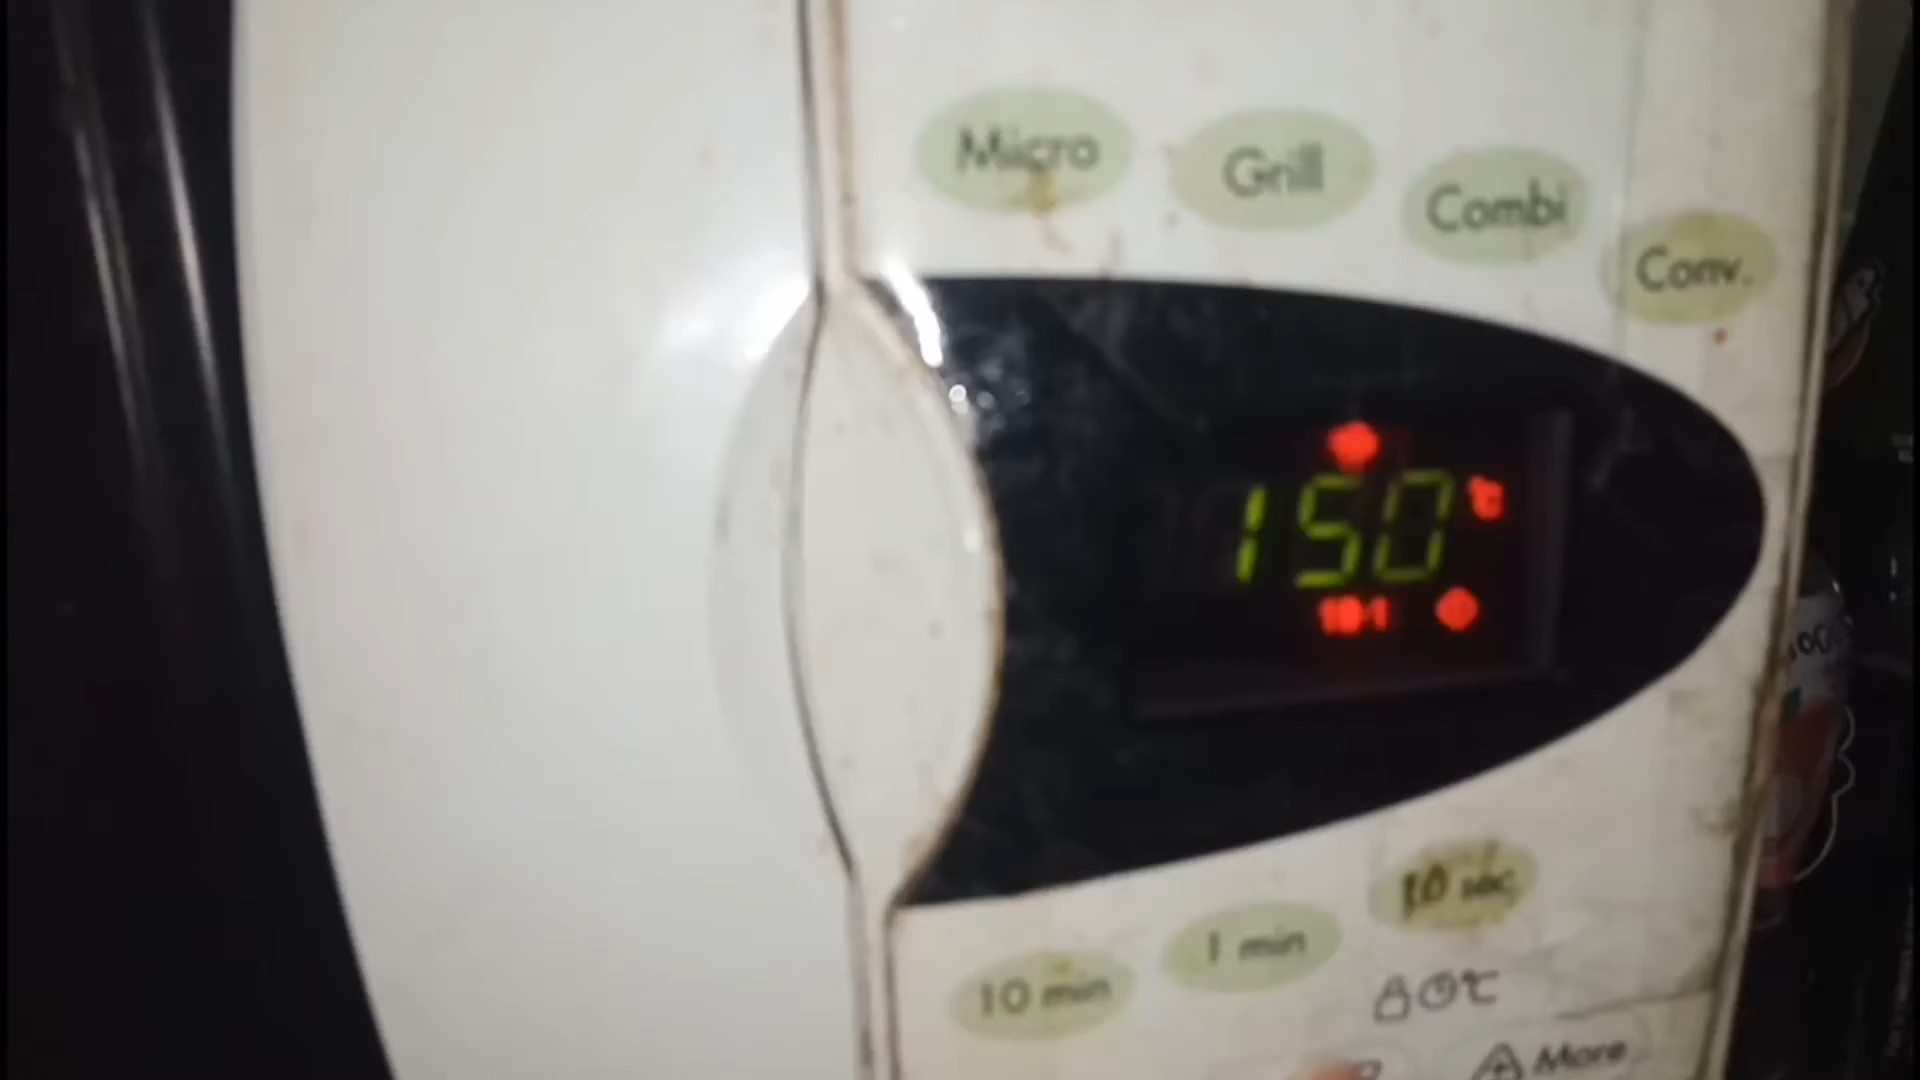 Micro
Grill
Combi
Conv.
150 °C
10 sec
1 min
10 min
°C
More